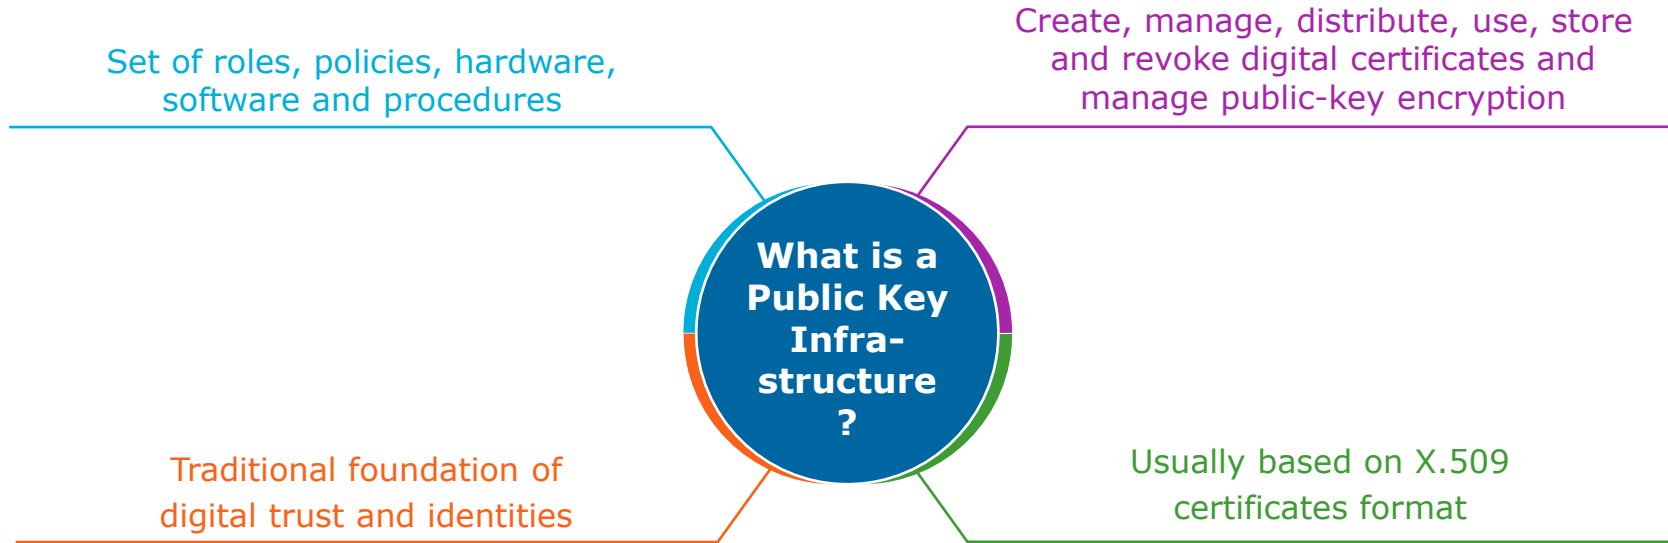 Set of roles, policies, hardware,
software and procedures
Create, manage, distribute, use, store
and revoke digital certificates and
manage public-key encryption
What is a
Public Key
Infra-
structure
?
Traditional foundation of
digital trust and identities
Usually based on X.509
certificates format